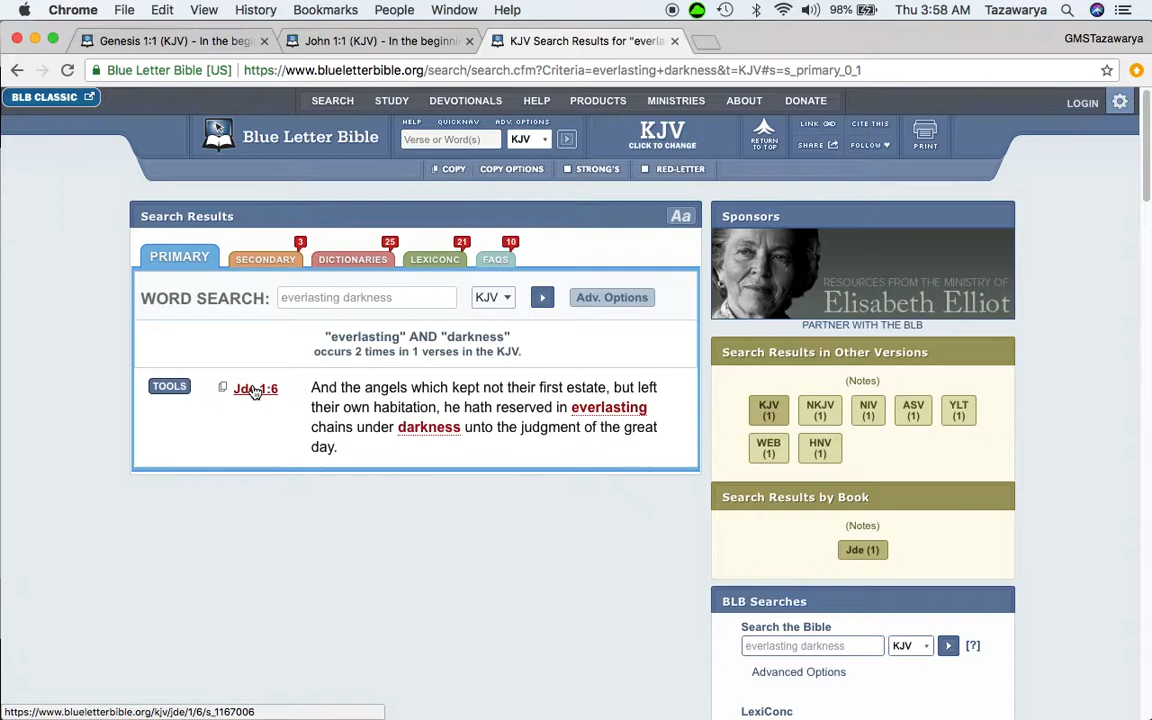 Chrome File Edit View History Bookmarks People Window Help 98% Thu 3:58 AM Tazawarya
Genesis 1:1 (KJV) - In the begi × John 1:1 (KJV) - In the beginnin × KJV Search Results for "everla × GMSTazawarya
Blue Letter Bible [US] https://www.blueletterbible.org/search/search.cfm?Criteria=everlasting+darkness&t=KJV#s=s_primary_0_1
BLB CLASSIC
SEARCH STUDY DEVOTIONALS HELP PRODUCTS MINISTRIES ABOUT DONATE LOGIN
HELP QUICKNAV ADV. OPTIONS
Blue Letter Bible
Verse or Word(s) KJV
KJV
CLICK TO CHANGE
RETURN
TO TOP
LINK CITE THIS
SHARE FOLLOW
PRINT
COPY COPY OPTIONS STRONG'S RED-LETTER
Search Results Aa
3 25 21 10
PRIMARY SECONDARY DICTIONARIES LEXICONC FAQS
WORD SEARCH: everlasting darkness KJV Adv. Options
"everlasting" AND "darkness"
occurs 2 times in 1 verses in the KJV.
TOOLS Jde 1:6 And the angels which kept not their first estate, but left
their own habitation, he hath reserved in everlasting
chains under darkness unto the judgment of the great
day.
Sponsors
RESOURCES FROM THE MINISTRY OF
Elisabeth Elliot
PARTNER WITH THE BLB
Search Results in Other Versions
(Notes)
KJV (1) NKJV (1) NIV (1) ASV (1) YLT (1)
WEB (1) HNV (1)
Search Results by Book
(Notes)
Jde (1)
BLB Searches
Search the Bible
everlasting darkness KJV [?]
Advanced Options
LexiConc
https://www.blueletterbible.org/kjv/jde/1/6/s_1167006